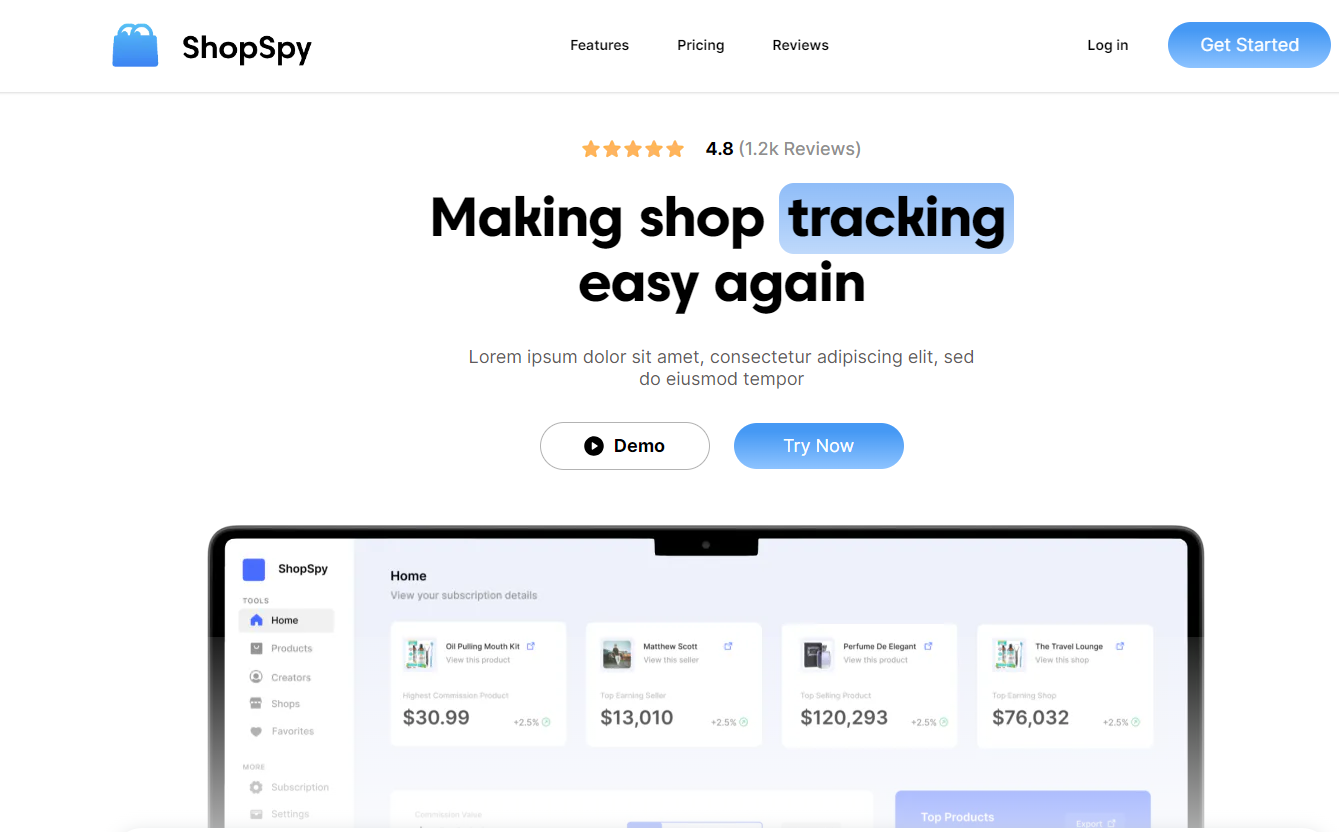 ShopSpy
Features
Pricing
Reviews
Log in
Get Started
4.8 (1.2k Reviews)
Making shop tracking
easy again
Lorem ipsum dolor sit amet, consectetur adipiscing elit, sed
do eiusmod tempor
Demo
Try Now
ShopSpy
TOOLS
Home
Products
Creators
Shops
Favorites
MORE
Subscription
Settings
Home
View your subscription details
Oil Pulling Mouth Kit
View this product
Highest Commission Product
$30.99
+2.5%
Matthew Scott
View this seller
Top Earning Seller
$13,010
+2.5%
Perfume De Elegant
View this product
Top Selling Product
$120,293
+2.5%
The Travel Lounge
View this shop
Top Earning Shop
$76,032
+2.5%
Commission Value
Top Products
Export